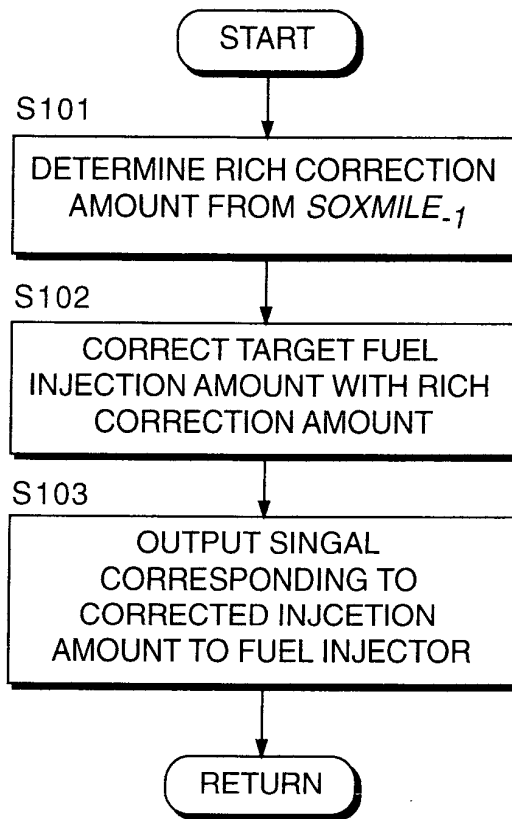 START
S101
DETERMINE RICH CORRECTION
AMOUNT FROM SOXMILE-1
S102
CORRECT TARGET FUEL
INJECTION AMOUNT WITH RICH
CORRECTION AMOUNT
S103
OUTPUT SINGAL
CORRESPONDING TO
CORRECTED INJCETION
AMOUNT TO FUEL INJECTOR
RETURN